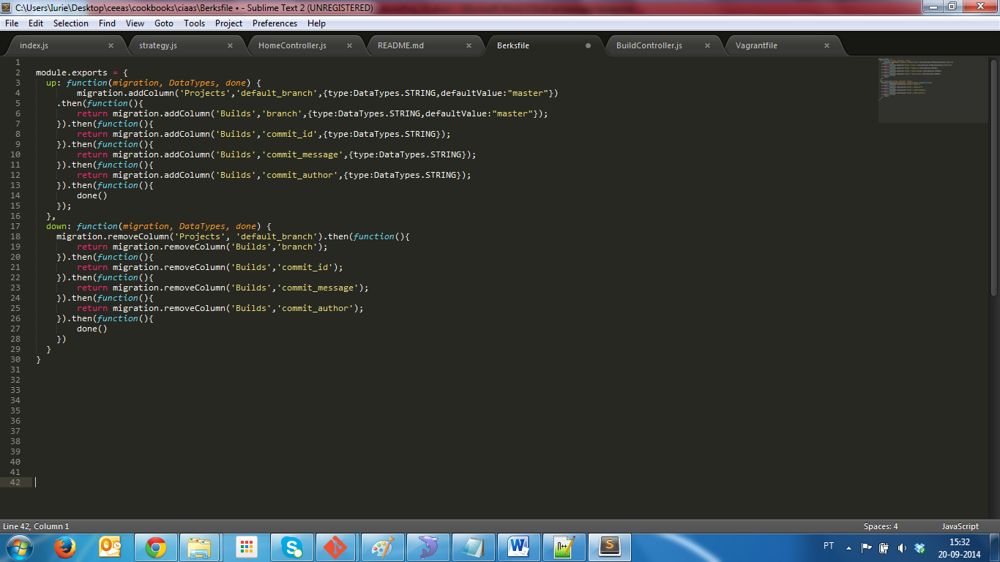 C:\Users\Iurie\Desktop\ceeas\cookbooks\ciaas\Berksfile • - Sublime Text 2 (UNREGISTERED)
File Edit Selection Find View Goto Tools Project Preferences Help
index.js × strategy.js × HomeController.js × README.md × Berksfile BuildController.js × Vagrantfile ×
1
2 module.exports = {
3   up: function(migration, DataTypes, done) {
4         migration.addColumn('Projects','default_branch',{type:DataTypes.STRING,defaultValue:"master"})
5     .then(function(){
6         return migration.addColumn('Builds','branch',{type:DataTypes.STRING,defaultValue:"master"});
7     }).then(function(){
8         return migration.addColumn('Builds','commit_id',{type:DataTypes.STRING});
9     }).then(function(){
10         return migration.addColumn('Builds','commit_message',{type:DataTypes.STRING});
11     }).then(function(){
12         return migration.addColumn('Builds','commit_author',{type:DataTypes.STRING});
13     }).then(function(){
14         done()
15     });
16   },
17   down: function(migration, DataTypes, done) {
18     migration.removeColumn('Projects', 'default_branch').then(function(){
19         return migration.removeColumn('Builds','branch');
20     }).then(function(){
21         return migration.removeColumn('Builds','commit_id');
22     }).then(function(){
23         return migration.removeColumn('Builds','commit_message');
24     }).then(function(){
25         return migration.removeColumn('Builds','commit_author');
26     }).then(function(){
27         done()
28     })
29   }
30 }
31
32
33
34
35
36
37
38
39
40
41
42
Line 42, Column 1 Spaces: 4 JavaScript
PT 15:32
20-09-2014